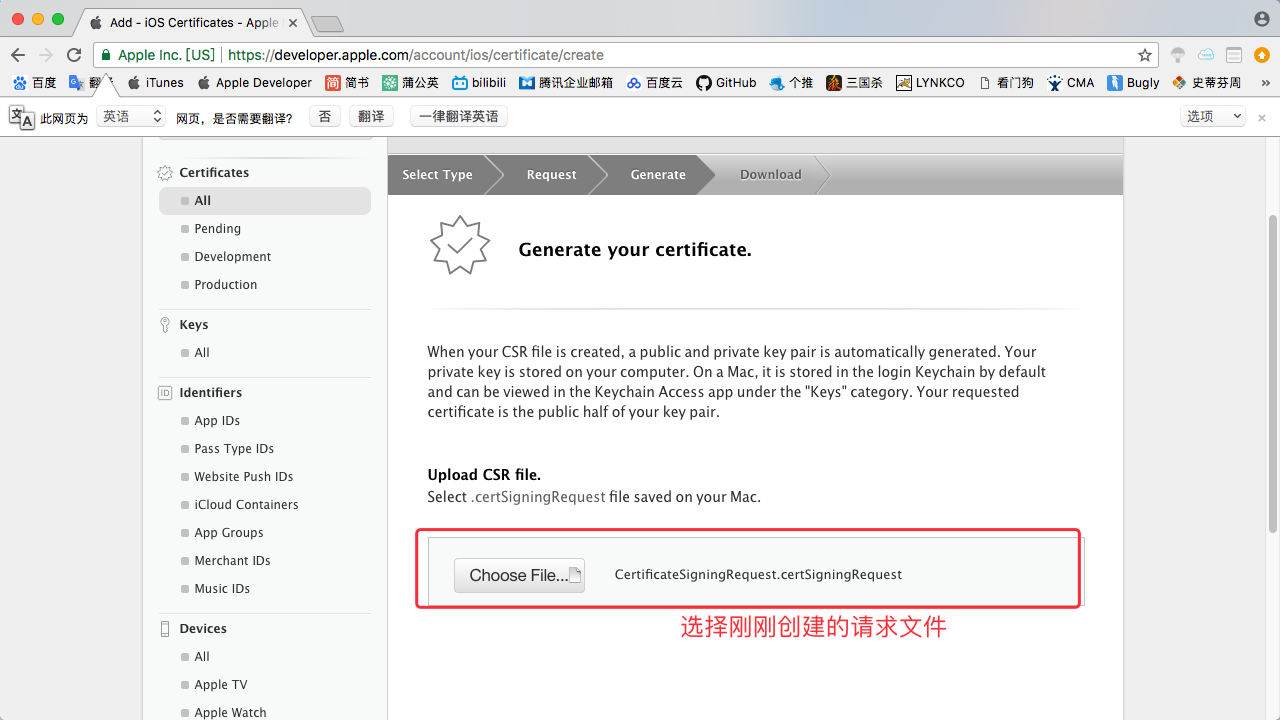 Add - iOS Certificates - Apple
Apple Inc. [US] https://developer.apple.com/account/ios/certificate/create
百度 翻 iTunes Apple Developer 简书 蒲公英 bilibili 腾讯企业邮箱 百度云 GitHub 个推 三国杀 LYNKCO 看门狗 CMA Bugly 史蒂芬周 »
此网页为 英语 网页，是否需要翻译？ 否 翻译 一律翻译英语 选项
Certificates
All
Pending
Development
Production
Keys
All
Identifiers
App IDs
Pass Type IDs
Website Push IDs
iCloud Containers
App Groups
Merchant IDs
Music IDs
Devices
All
Apple TV
Apple Watch
Select Type Request Generate Download
Generate your certificate.
When your CSR file is created, a public and private key pair is automatically generated. Your
private key is stored on your computer. On a Mac, it is stored in the login Keychain by default
and can be viewed in the Keychain Access app under the "Keys" category. Your requested
certificate is the public half of your key pair.
Upload CSR file.
Select .certSigningRequest file saved on your Mac.
Choose File... CertificateSigningRequest.certSigningRequest
选择刚刚创建的请求文件